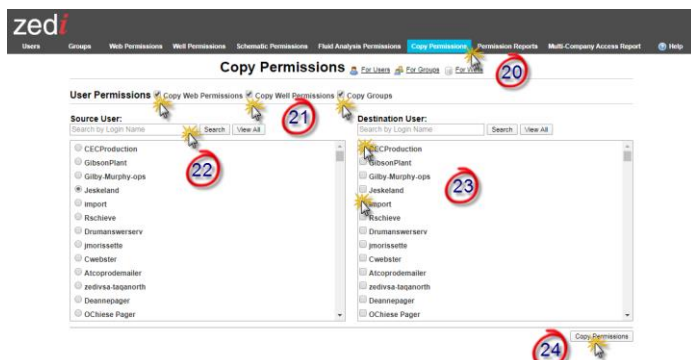 zedi
Users Groups Web Permissions Well Permissions Schematic Permissions Fluid Analysis Permissions Copy Permissions Permission Reports Multi-Company Access Report Help
Copy Permissions For Users For Groups For
20
User Permissions Copy Web Permissions Copy Well Permissions Copy Groups
21
Source User: Destination User:
Search by Login Name Search View All Search by Login Name Search View All
CECProduction CECProduction
22
GibsonPlant GibsonPlant
Gilby-Murphy-ops Gilby-Murphy-ops
23
Jeskeland Jeskeland
import import
Rschieve Rschieve
Drumanswerserv Drumanswerserv
jmorissette jmorissette
Cwebster Cwebster
Atcoprodemailer Atcoprodemailer
zedivsa-taqanorth zedivsa-taqanorth
Deannepager Deannepager
OChiese Pager OChiese Pager
Copy Permissions
24